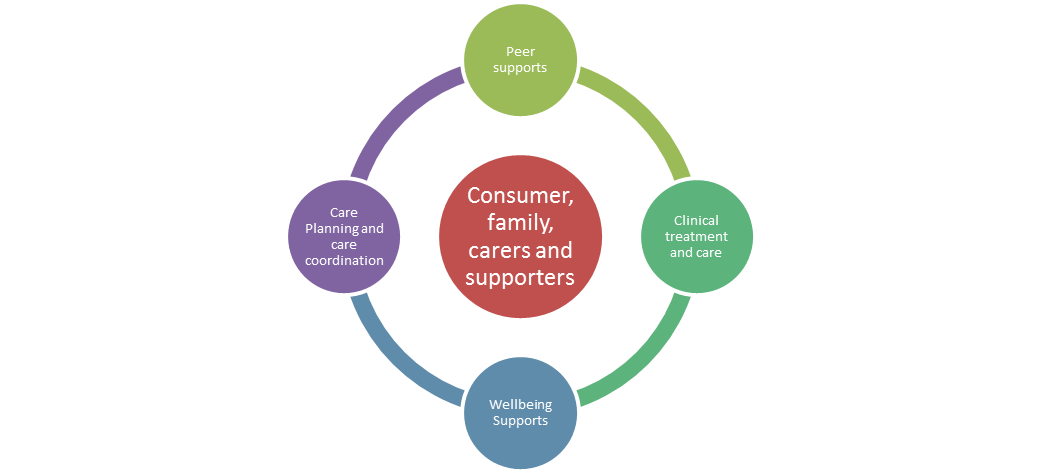 Peer
supports
Consumer,
family,
carers and
supporters
Clinical
treatment
and care
Wellbeing
Supports
Care
Planning and
care
coordination